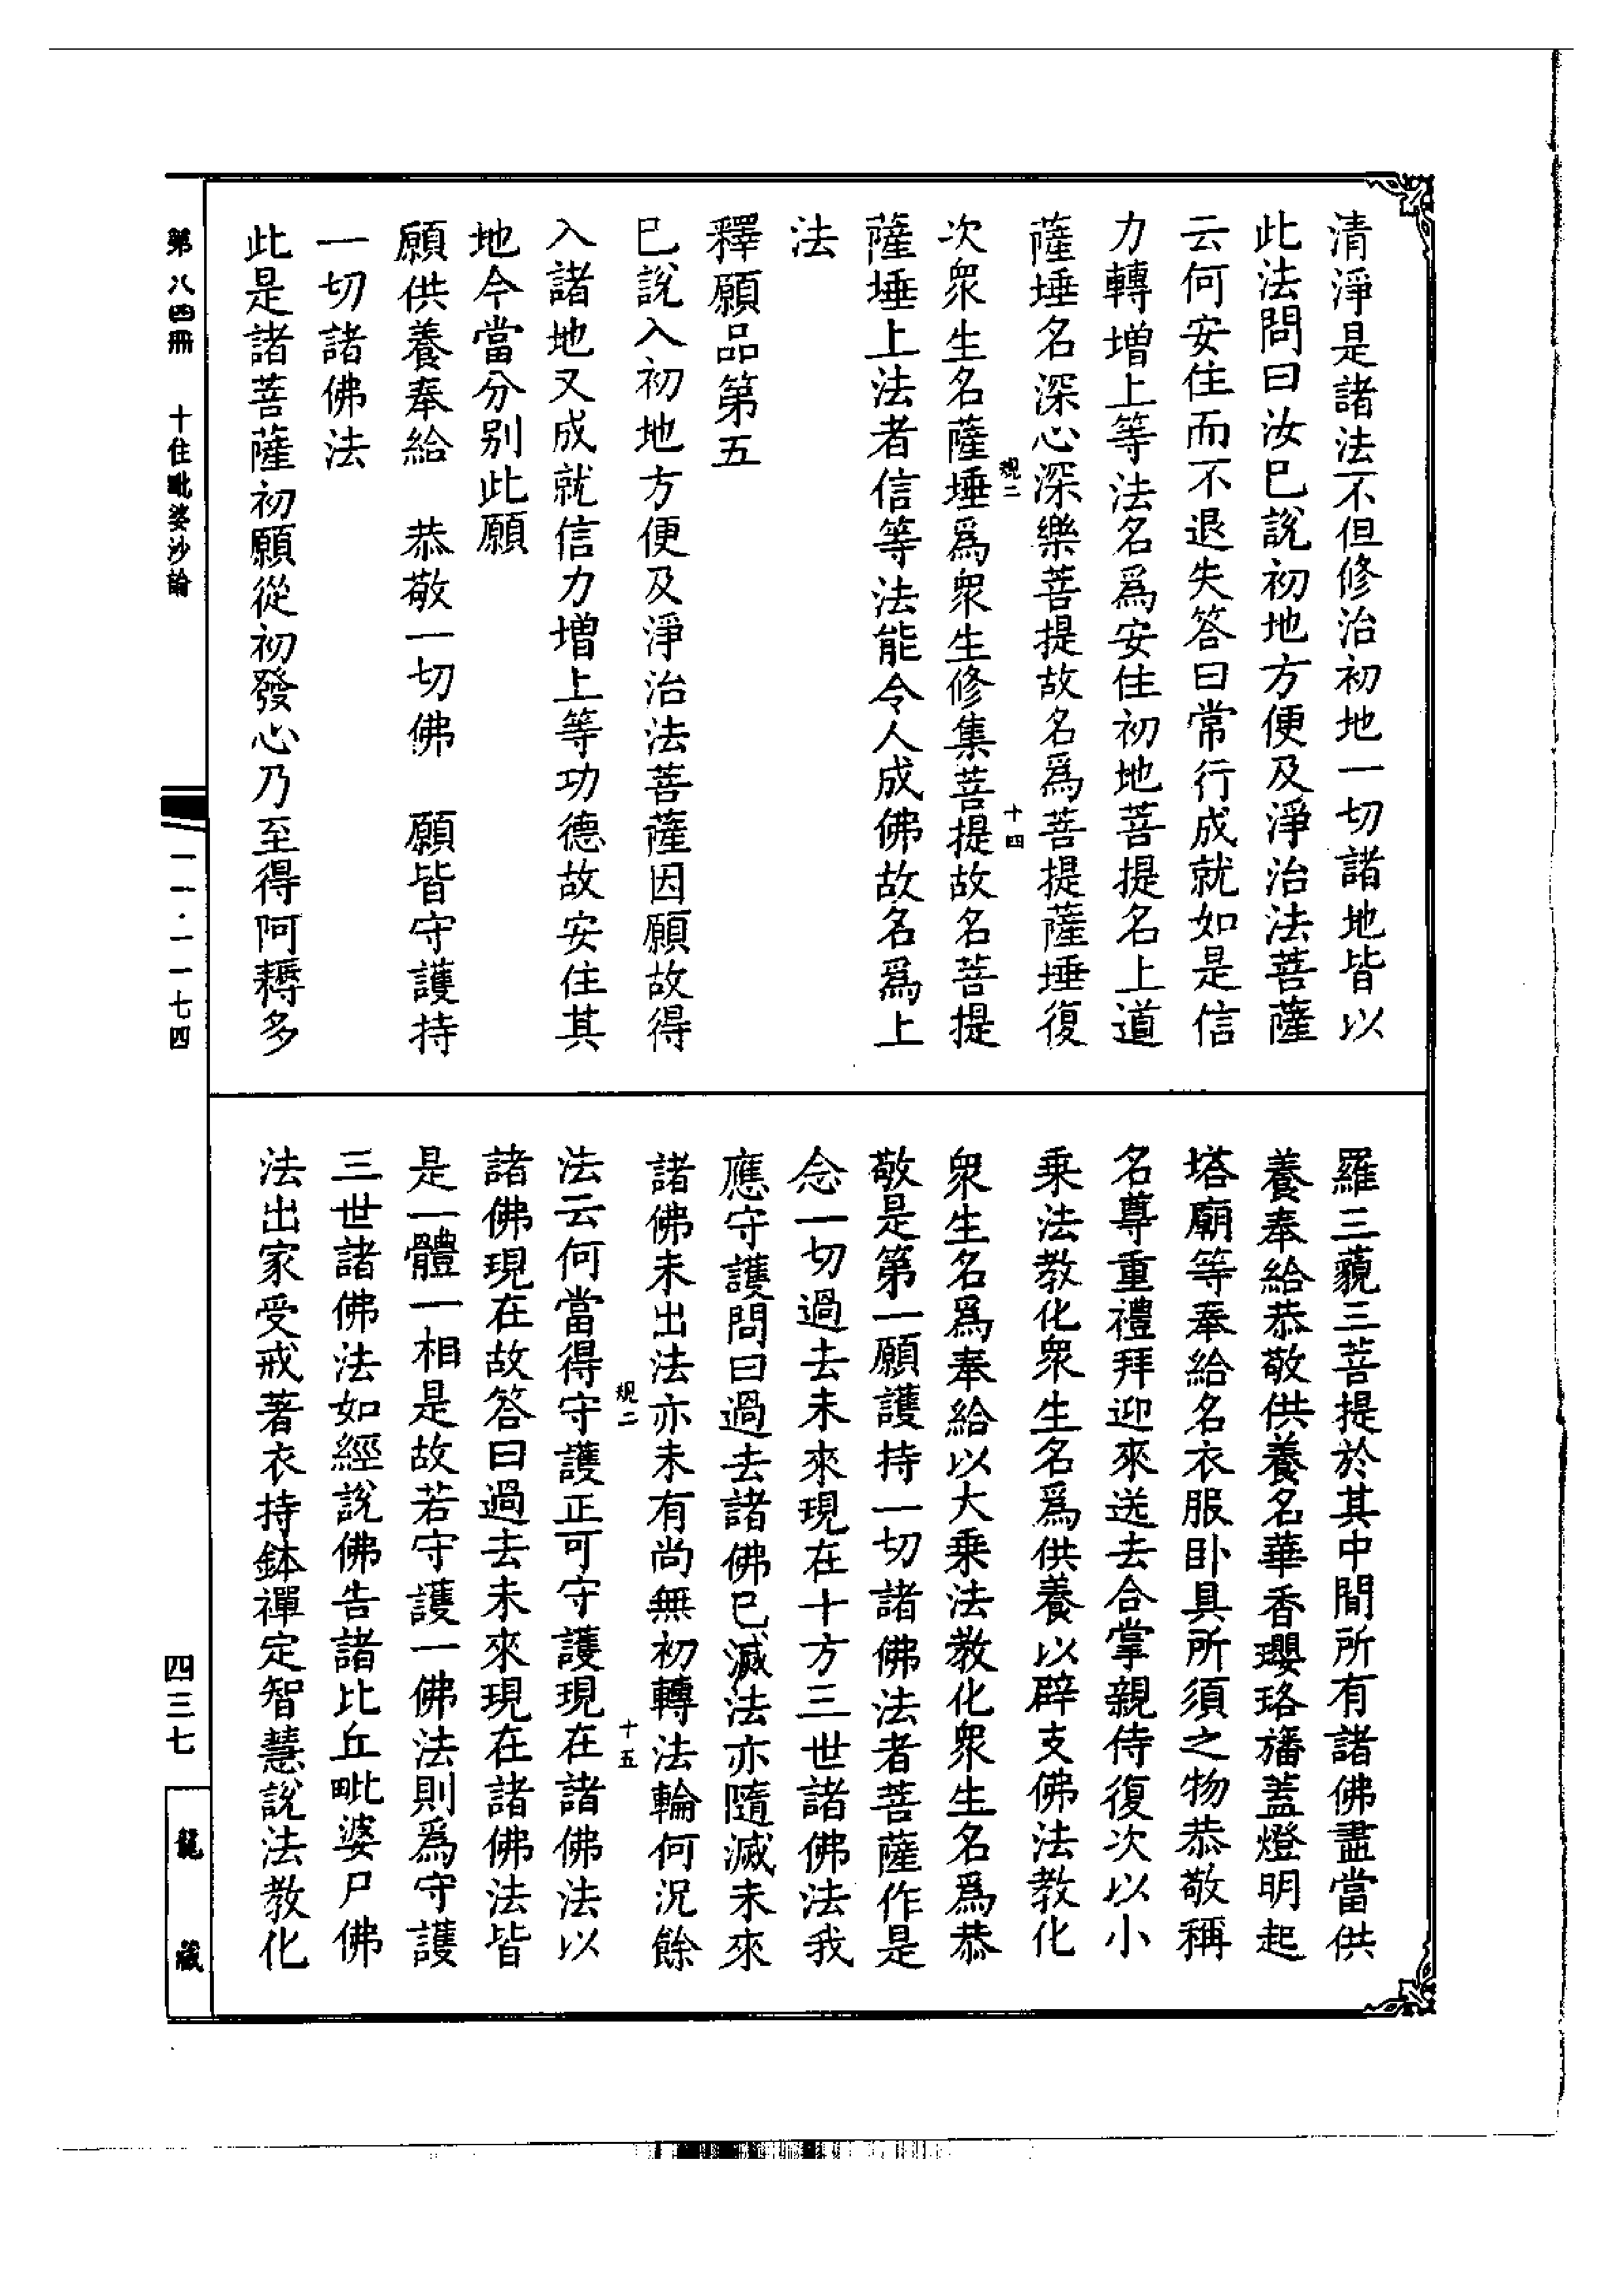 清淨是諸法不但修治初地一切諸地皆以
此法問曰汝已說初地方便及淨治法菩薩
云何安住而不退失答曰常行成就如是信
力轉增上等法名爲安住初地菩提名上道
薩埵名深心深樂菩提故名爲菩提薩埵復
規二
十四
次衆生名薩埵爲衆生修集菩提故名菩提
薩埵上法者信等法能令人成佛故名爲上
法
釋願品第五
已說入初地方便及淨治法菩薩因願故得
入諸地又成就信力增上等功德故安住其
地今當分別此願
願供養奉給　恭敬一切佛　願皆守護持
一切諸佛法
此是諸菩薩初願從初發心乃至得阿耨多
羅三藐三菩提於其中間所有諸佛盡當供
養奉給恭敬供養名華香瓔珞旛蓋燈明起
塔廟等奉給名衣服卧具所須之物恭敬稱
名尊重禮拜迎來送去合掌親侍復次以小
乘法教化衆生名爲供養以辟支佛法教化
衆生名爲奉給以大乘法教化衆生名爲恭
敬是第一願護持一切諸佛法者菩薩作是
念一切過去未來現在十方三世諸佛法我
應守護問曰過去諸佛已滅法亦隨滅未來
諸佛未出法亦未有尚無初轉法輪何況餘
規二
十五
法云何當得守護正可守護現在諸佛法以
諸佛現在故答曰過去未來現在諸佛法皆
是一體一相是故若守護一佛法則爲守護
三世諸佛法如經說佛告諸比丘毗婆尸佛
法出家受戒著衣持鉢禪定智慧說法教化
第八四冊　十住毗婆沙論
一一·一一七四
四三七
龍藏